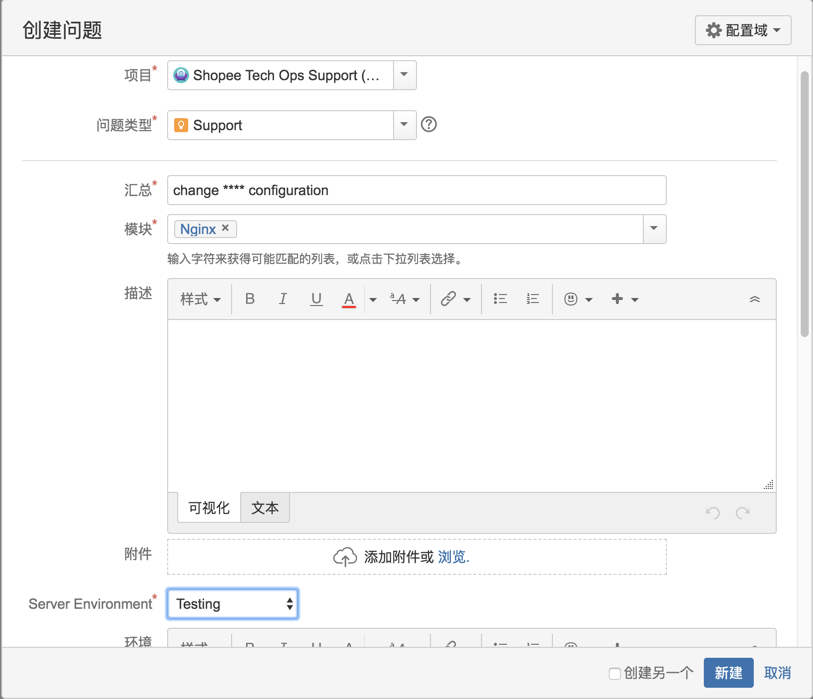 创建问题
配置域
项目*
Shopee Tech Ops Support (...
问题类型*
Support
汇总*
change **** configuration
模块*
Nginx ×
输入字符来获得可能匹配的列表，或点击下拉列表选择。
描述
样式 B I U A ªA
可视化 文本
附件
添加附件或 浏览.
Server Environment*
Testing
环境
样式 B I U A ªA
创建另一个 新建 取消